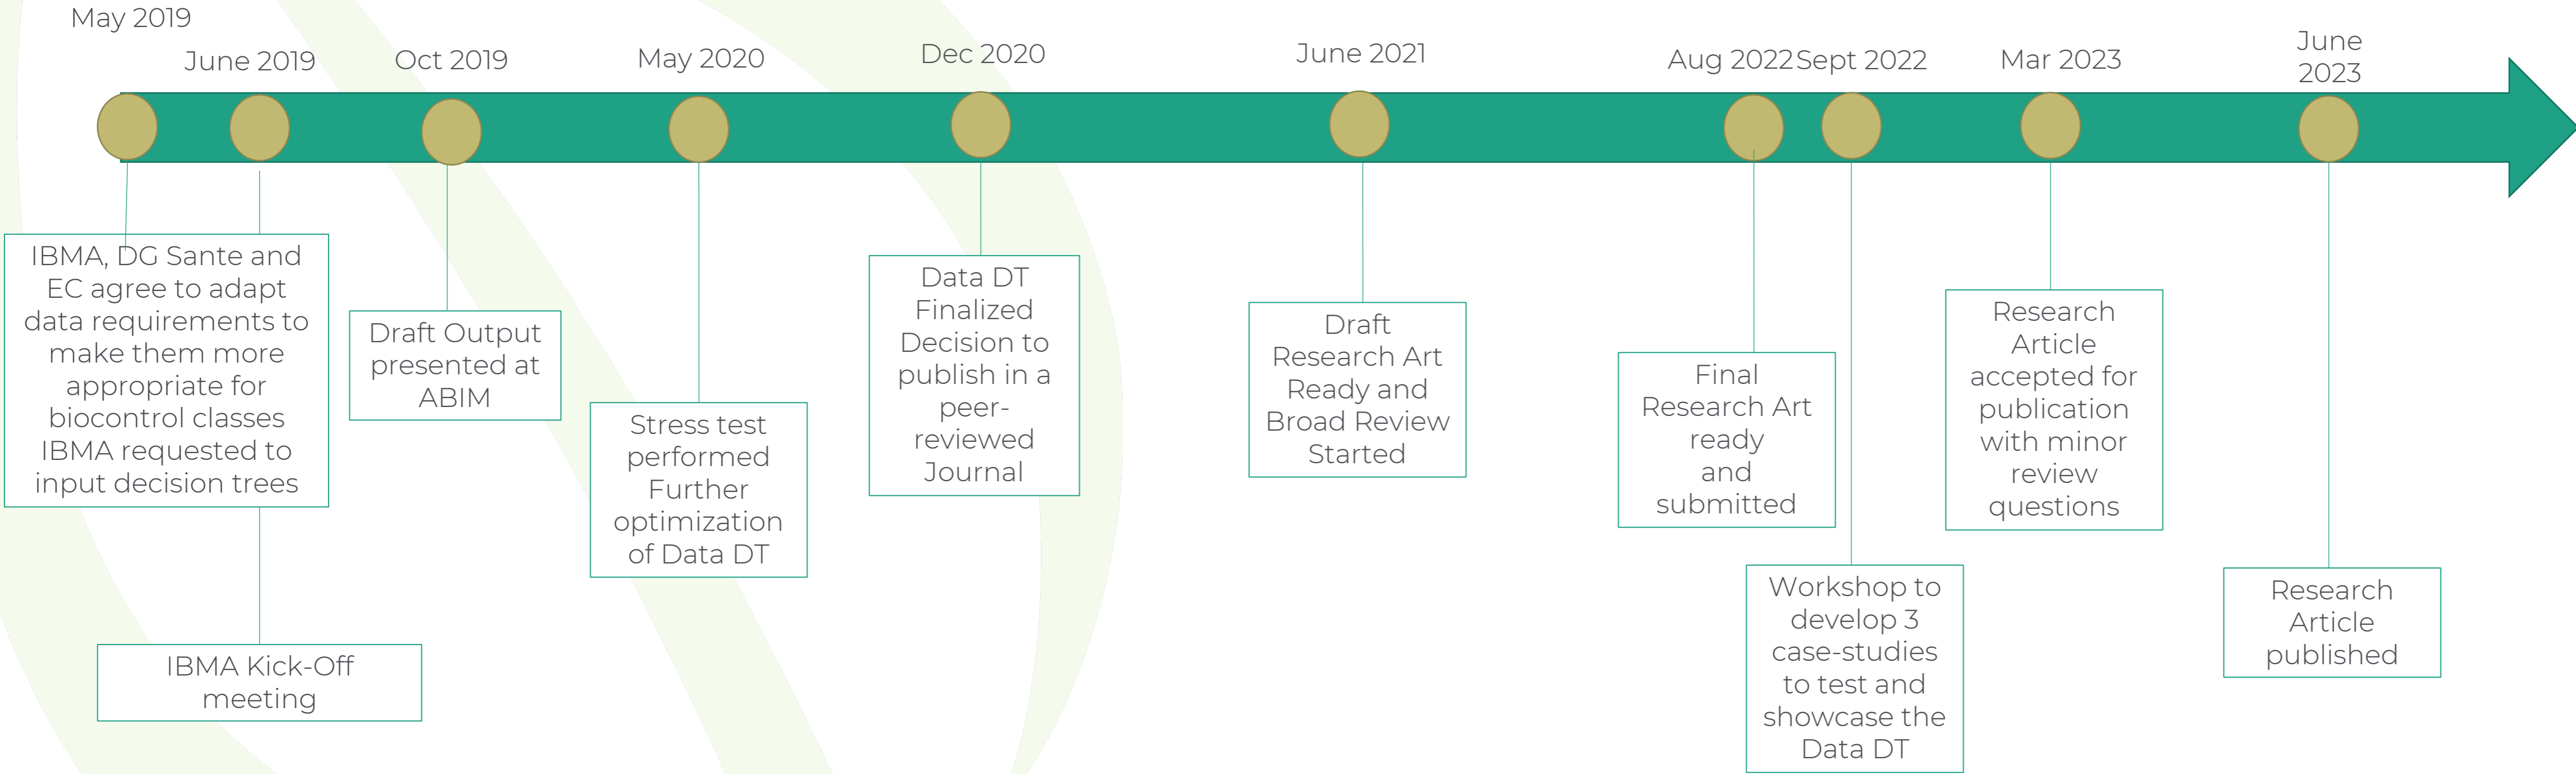 May 2019
June 2019
Oct 2019
May 2020
Dec 2020
June 2021
Aug 2022
Sept 2022
Mar 2023
June
2023
IBMA, DG Sante and
EC agree to adapt
data requirements to
make them more
appropriate for
biocontrol classes
IBMA requested to
input decision trees
IBMA Kick-Off
meeting
Draft Output
presented at
ABIM
Stress test
performed
Further
optimization
of Data DT
Data DT
Finalized
Decision to
publish in a
peer-
reviewed
Journal
Draft
Research Art
Ready and
Broad Review
Started
Final
Research Art
ready
and
submitted
Workshop to
develop 3
case-studies
to test and
showcase the
Data DT
Research
Article
accepted for
publication
with minor
review
questions
Research
Article
published